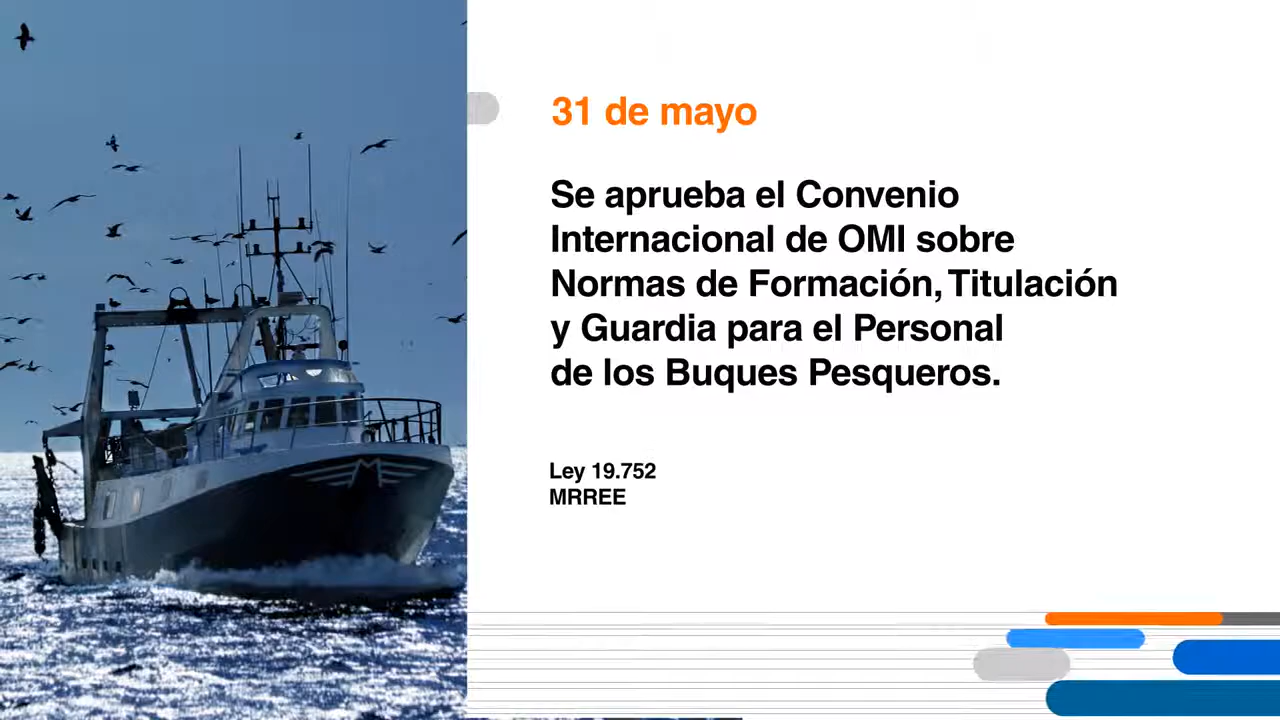 31 de mayo
Se aprueba el Convenio
Internacional de OMI sobre
Normas de Formación, Titulación
y Guardia para el Personal
de los Buques Pesqueros.
Ley 19.752
MRREE